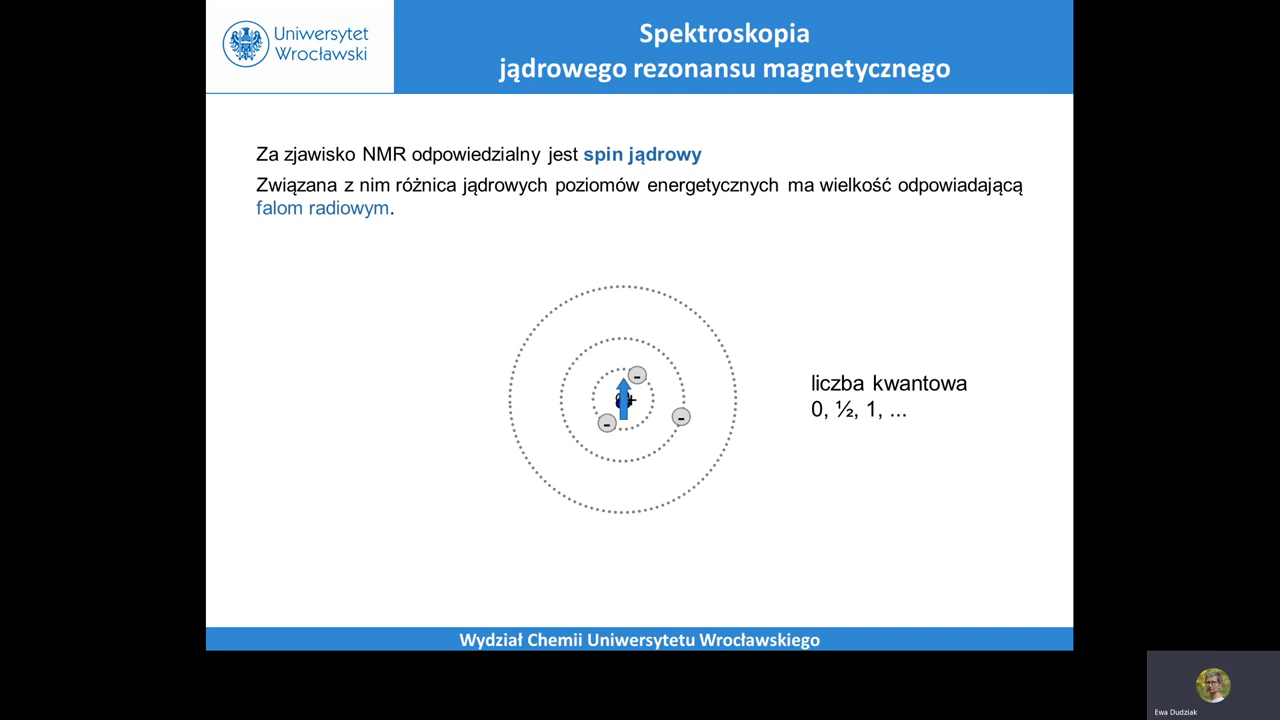 Uniwersytet
Wrocławski
Spektroskopia
jądrowego rezonansu magnetycznego
Za zjawisko NMR odpowiedzialny jest spin jądrowy
Związana z nim różnica jądrowych poziomów energetycznych ma wielkość odpowiadającą
falom radiowym.
-
+
-
-
liczba kwantowa
0, ½, 1, ...
Wydział Chemii Uniwersytetu Wrocławskiego
Ewa Dudziak